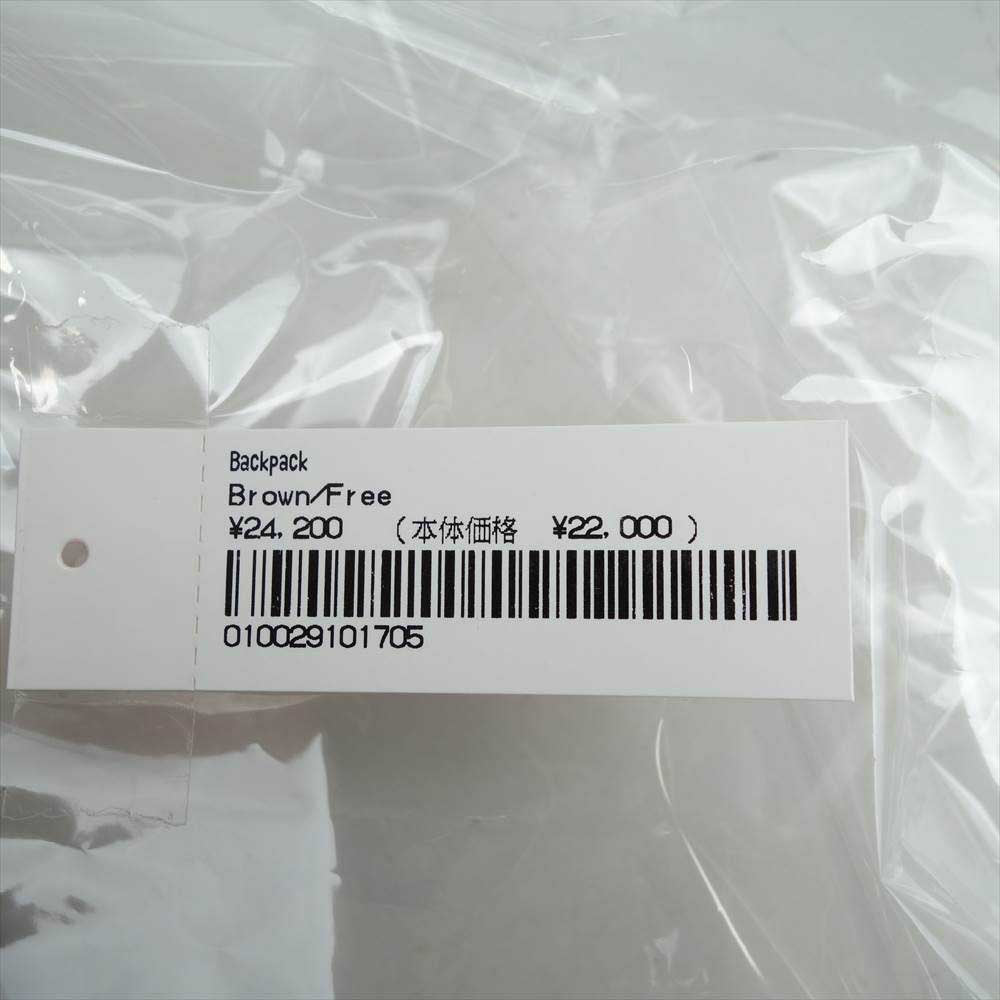 Backpack
Brown/Free
¥24,200 (本体価格 ¥22,000)
010029101705